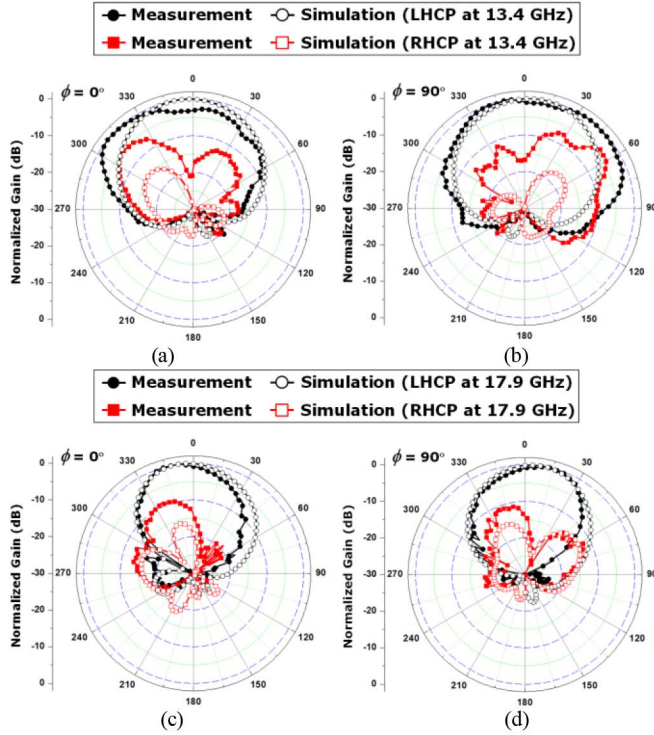 Measurement Simulation (LHCP at 13.4 GHz)
Measurement Simulation (RHCP at 13.4 GHz)
ϕ = 0° ϕ = 90°
Normalized Gain (dB) 0 -10 -20 -30 -20 -10 0
0 30 60 90 120 150 180 210 240 270 300 330
Normalized Gain (dB) 0 -10 -20 -30 -20 -10 0
0 30 60 90 120 150 180 210 240 270 300 330
(a) (b)
Measurement Simulation (LHCP at 17.9 GHz)
Measurement Simulation (RHCP at 17.9 GHz)
ϕ = 0° ϕ = 90°
Normalized Gain (dB) 0 -10 -20 -30 -20 -10 0
0 30 60 90 120 150 180 210 240 270 300 330
Normalized Gain (dB) 0 -10 -20 -30 -20 -10 0
0 30 60 90 120 150 180 210 240 270 300 330
(c) (d)